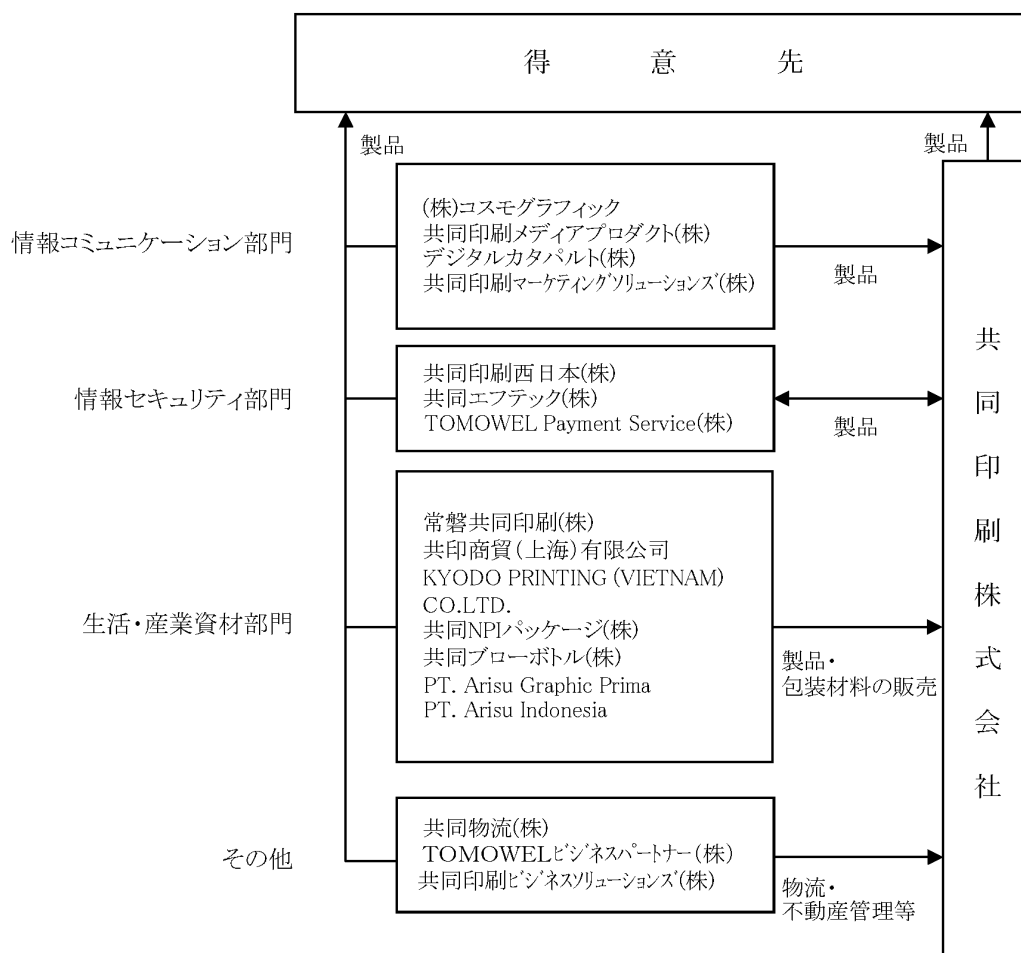 得意先
製品
製品
情報コミュニケーション部門
(株)コスモグラフィック
共同印刷メディアプロダクト(株)
デジタルカタパルト(株)
共同印刷マーケティングソリューションズ(株)
製品
情報セキュリティ部門
共同印刷西日本(株)
共同エフテック(株)
TOMOWEL Payment Service(株)
製品
生活・産業資材部門
常磐共同印刷(株)
共印商貿(上海)有限公司
KYODO PRINTING (VIETNAM)
CO.LTD.
共同NPIパッケージ(株)
共同ブローボトル(株)
PT. Arisu Graphic Prima
PT. Arisu Indonesia
製品・
包装材料の販売
その他
共同物流(株)
TOMOWELビジネスパートナー(株)
共同印刷ビジネスソリューションズ(株)
物流・
不動産管理等
共同印刷株式会社